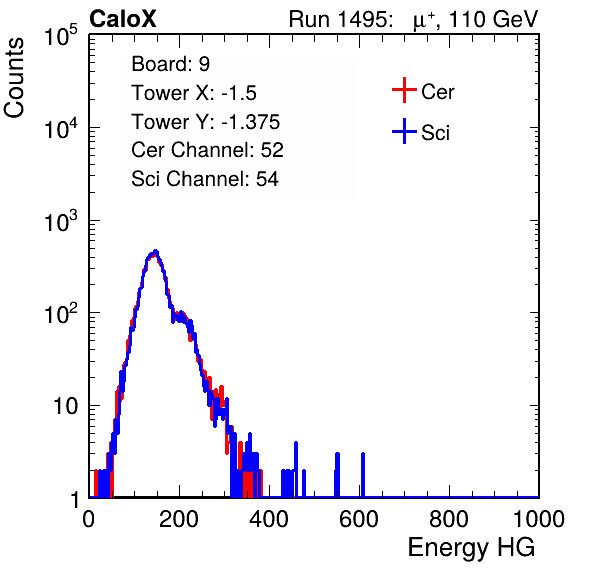 CaloX Run 1495: μ⁺, 110 GeV
Board: 9
Tower X: -1.5
Tower Y: -1.375
Cer Channel: 52
Sci Channel: 54
Cer
Sci
Counts
10⁵
10⁴
10³
10²
10
1
0 200 400 600 800 1000
Energy HG